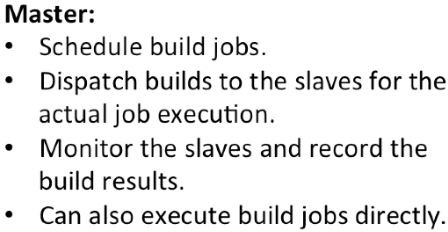 Master:
• Schedule build jobs.
• Dispatch builds to the slaves for the
actual job execution.
• Monitor the slaves and record the
build results.
• Can also execute build jobs directly.